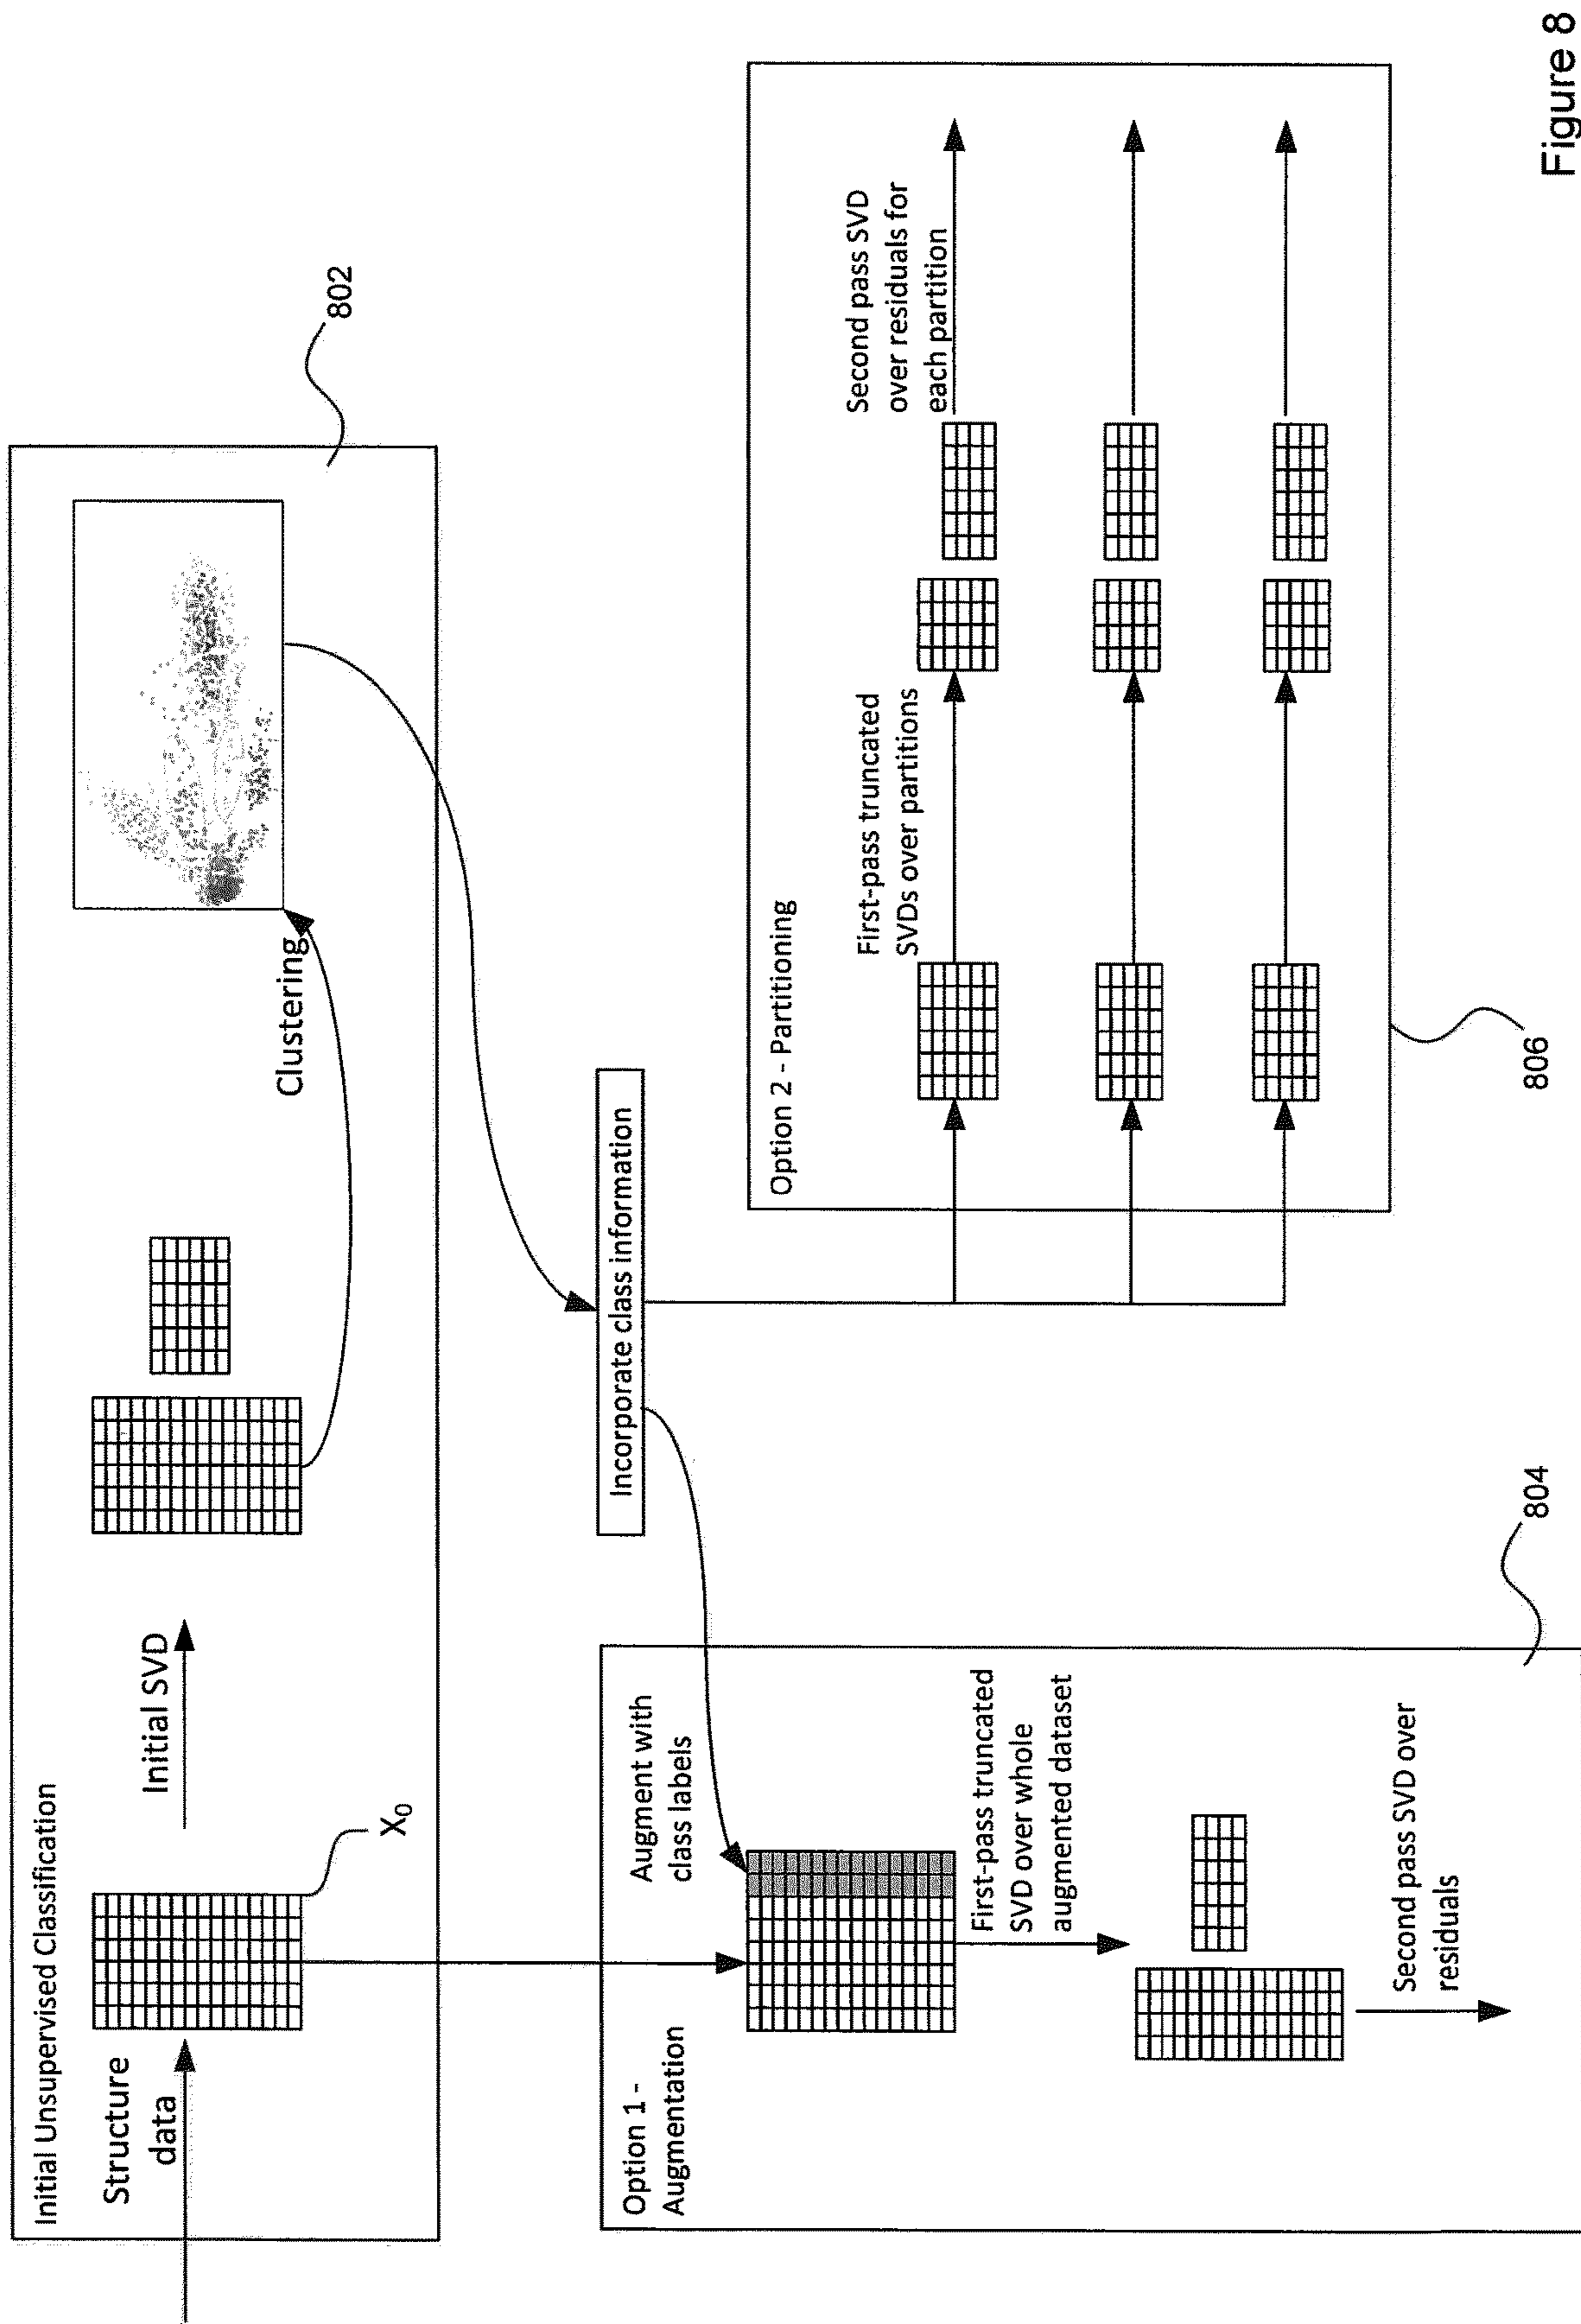 Initial Unsupervised Classification
Structure
data
Initial SVD
X0
Clustering
802
Incorporate class information
Option 1 -
Augmentation
Augment with
class labels
First-pass truncated
SVD over whole
augmented dataset
Second pass SVD over
residuals
804
Option 2 - Partitioning
First-pass truncated
SVDs over partitions
Second pass SVD
over residuals for
each partition
806
Figure 8